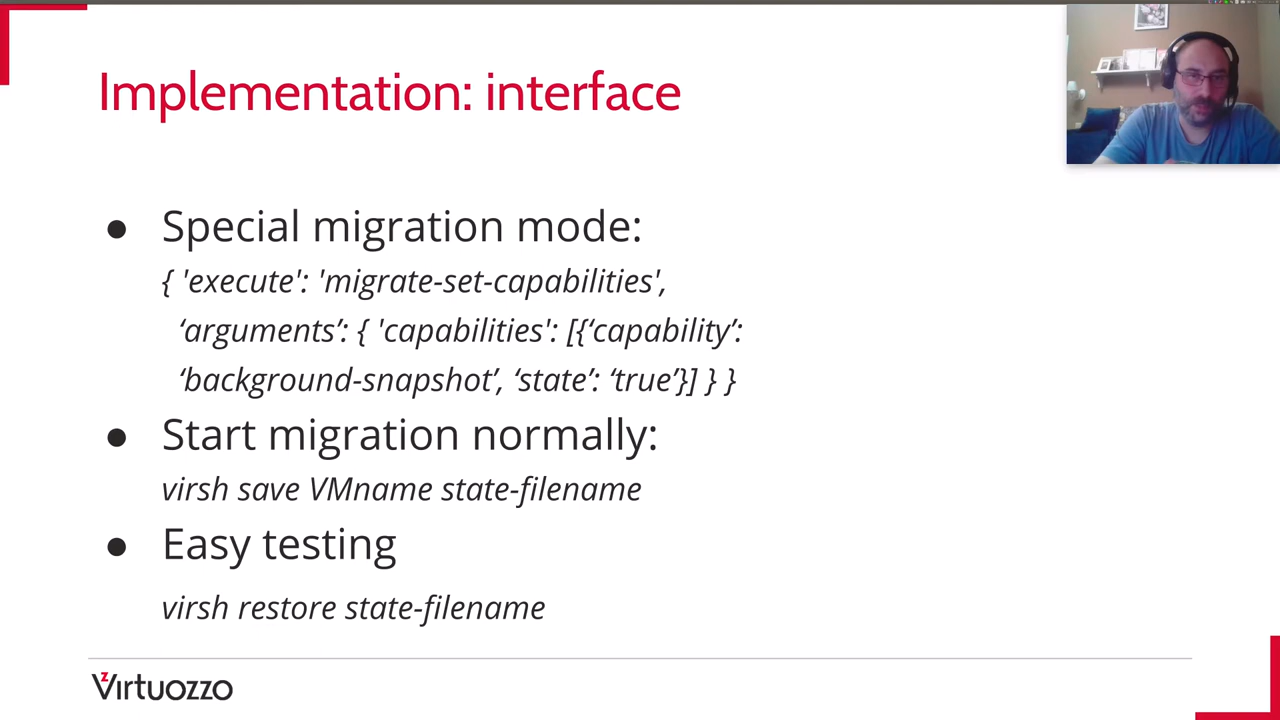 Implementation: interface
● Special migration mode:
{ 'execute': 'migrate-set-capabilities',
‘arguments’: { 'capabilities': [{‘capability’:
‘background-snapshot’, ‘state’: ‘true’}] } }
● Start migration normally:
virsh save VMname state-filename
● Easy testing
virsh restore state-filename
Virtuozzo